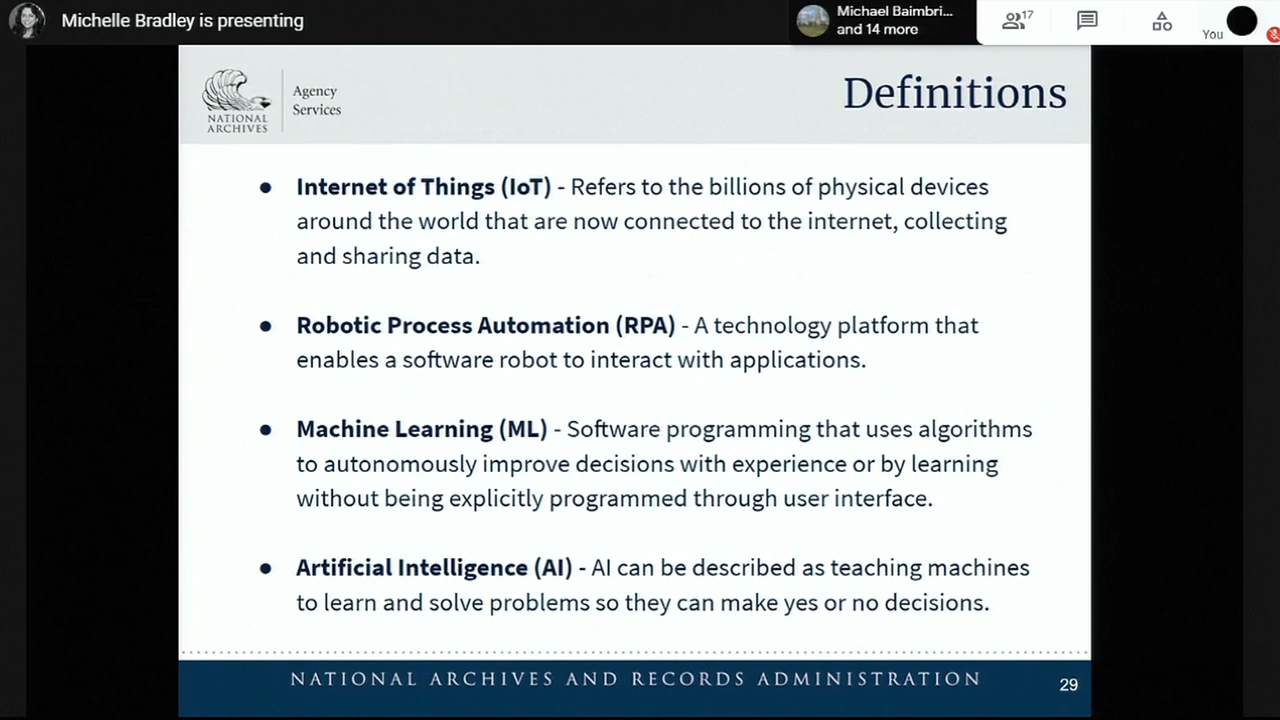 Michelle Bradley is presenting
Michael Baimbri...
and 14 more
17
You
NATIONAL
ARCHIVES
Agency
Services
Definitions
● Internet of Things (IoT) - Refers to the billions of physical devices
around the world that are now connected to the internet, collecting
and sharing data.
● Robotic Process Automation (RPA) - A technology platform that
enables a software robot to interact with applications.
● Machine Learning (ML) - Software programming that uses algorithms
to autonomously improve decisions with experience or by learning
without being explicitly programmed through user interface.
● Artificial Intelligence (AI) - AI can be described as teaching machines
to learn and solve problems so they can make yes or no decisions.
NATIONAL ARCHIVES AND RECORDS ADMINISTRATION
29